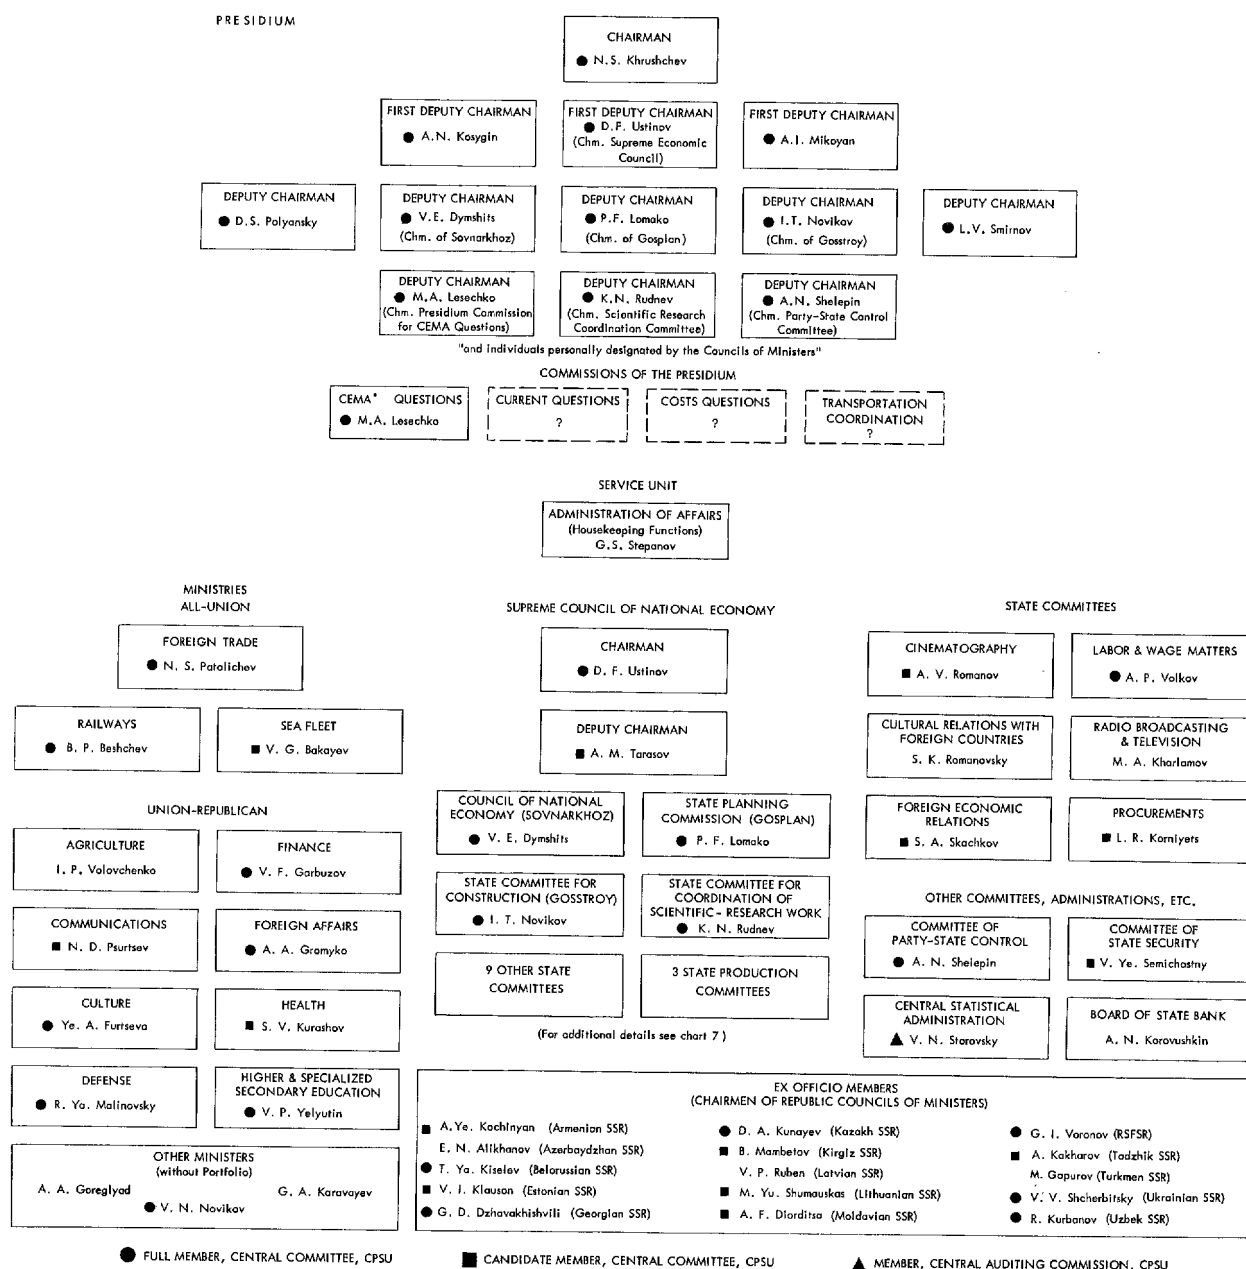 PRESIDIUM
CHAIRMAN
● N.S. Khrushchev
FIRST DEPUTY CHAIRMAN
● A.N. Kosygin
FIRST DEPUTY CHAIRMAN
● D.F. Ustinov
(Chm. Supreme Economic
Council)
FIRST DEPUTY CHAIRMAN
● A.I. Mikoyan
DEPUTY CHAIRMAN
● D.S. Polyansky
DEPUTY CHAIRMAN
● V.E. Dymshits
(Chm. of Sovnarkhoz)
DEPUTY CHAIRMAN
● P.F. Lomako
(Chm. of Gosplan)
DEPUTY CHAIRMAN
● I.T. Novikov
(Chm. of Gosstroy)
DEPUTY CHAIRMAN
● L.V. Smirnov
DEPUTY CHAIRMAN
● M.A. Lesechko
(Chm. Presidium Commission
for CEMA Questions)
DEPUTY CHAIRMAN
● K.N. Rudnev
(Chm. Scientific Research
Coordination Committee)
DEPUTY CHAIRMAN
● A.N. Shelepin
(Chm. Party-State Control
Committee)
"and individuals personally designated by the Councils of Ministers"
COMMISSIONS OF THE PRESIDIUM
CEMA* QUESTIONS
● M.A. Lesechko
CURRENT QUESTIONS
?
COSTS QUESTIONS
?
TRANSPORTATION
COORDINATION
?
SERVICE UNIT
ADMINISTRATION OF AFFAIRS
(Housekeeping Functions)
G.S. Stepanov
MINISTRIES
ALL-UNION
FOREIGN TRADE
● N. S. Patolichev
RAILWAYS
● B. P. Beshchev
SEA FLEET
■ V. G. Bakayev
UNION-REPUBLICAN
AGRICULTURE
I. P. Volovchenko
FINANCE
● V. F. Garbuzov
COMMUNICATIONS
■ N. D. Psurtsev
FOREIGN AFFAIRS
● A. A. Gromyko
CULTURE
● Ye. A. Furtseva
HEALTH
■ S. V. Kurashov
DEFENSE
● R. Ya. Malinovsky
HIGHER & SPECIALIZED
SECONDARY EDUCATION
● V. P. Yelyutin
OTHER MINISTERS
(without Portfolio)
A. A. Goreglyad
G. A. Karavayev
● V. N. Novikov
SUPREME COUNCIL OF NATIONAL ECONOMY
CHAIRMAN
● D. F. Ustinov
DEPUTY CHAIRMAN
■ A. M. Tarasov
COUNCIL OF NATIONAL
ECONOMY (SOVNARKHOZ)
● V. E. Dymshits
STATE PLANNING
COMMISSION (GOSPLAN)
● P. F. Lomako
STATE COMMITTEE FOR
CONSTRUCTION (GOSSTROY)
● I. T. Novikov
STATE COMMITTEE FOR
COORDINATION OF
SCIENTIFIC - RESEARCH WORK
● K. N. Rudnev
9 OTHER STATE
COMMITTEES
3 STATE PRODUCTION
COMMITTEES
(For additional details see chart 7)
STATE COMMITTEES
CINEMATOGRAPHY
■ A. V. Romanov
LABOR & WAGE MATTERS
● A. P. Volkov
CULTURAL RELATIONS WITH
FOREIGN COUNTRIES
S. K. Romanovsky
RADIO BROADCASTING
& TELEVISION
M. A. Kharlamov
FOREIGN ECONOMIC
RELATIONS
■ S. A. Skachkov
PROCUREMENTS
■ L. R. Korniyets
OTHER COMMITTEES, ADMINISTRATIONS, ETC.
COMMITTEE OF
PARTY-STATE CONTROL
● A. N. Shelepin
COMMITTEE OF
STATE SECURITY
■ V. Ye. Semichostny
CENTRAL STATISTICAL
ADMINISTRATION
▲ V. N. Starovsky
BOARD OF STATE BANK
A. N. Korovushkin
EX OFFICIO MEMBERS
(CHAIRMEN OF REPUBLIC COUNCILS OF MINISTERS)
■ A.Ye. Kochinyan (Armenian SSR)
E. N. Alikhanov (Azerbaydzhan SSR)
● T. Ya. Kiselev (Belorussian SSR)
■ V. I. Klauson (Estonian SSR)
● G. D. Dzhavakhishvili (Georgian SSR)
● D. A. Kunayev (Kazakh SSR)
■ B. Mambetov (Kirgiz SSR)
V. P. Ruben (Latvian SSR)
■ M. Yu. Shumauskas (Lithuanian SSR)
■ A. F. Diorditsa (Moldavian SSR)
● G. I. Voronov (RSFSR)
■ A. Kakharov (Tadzhik SSR)
M. Gapurov (Turkmen SSR)
● V. V. Shcherbitsky (Ukrainian SSR)
● R. Kurbanov (Uzbek SSR)
● FULL MEMBER, CENTRAL COMMITTEE, CPSU
■ CANDIDATE MEMBER, CENTRAL COMMITTEE, CPSU
▲ MEMBER, CENTRAL AUDITING COMMISSION, CPSU